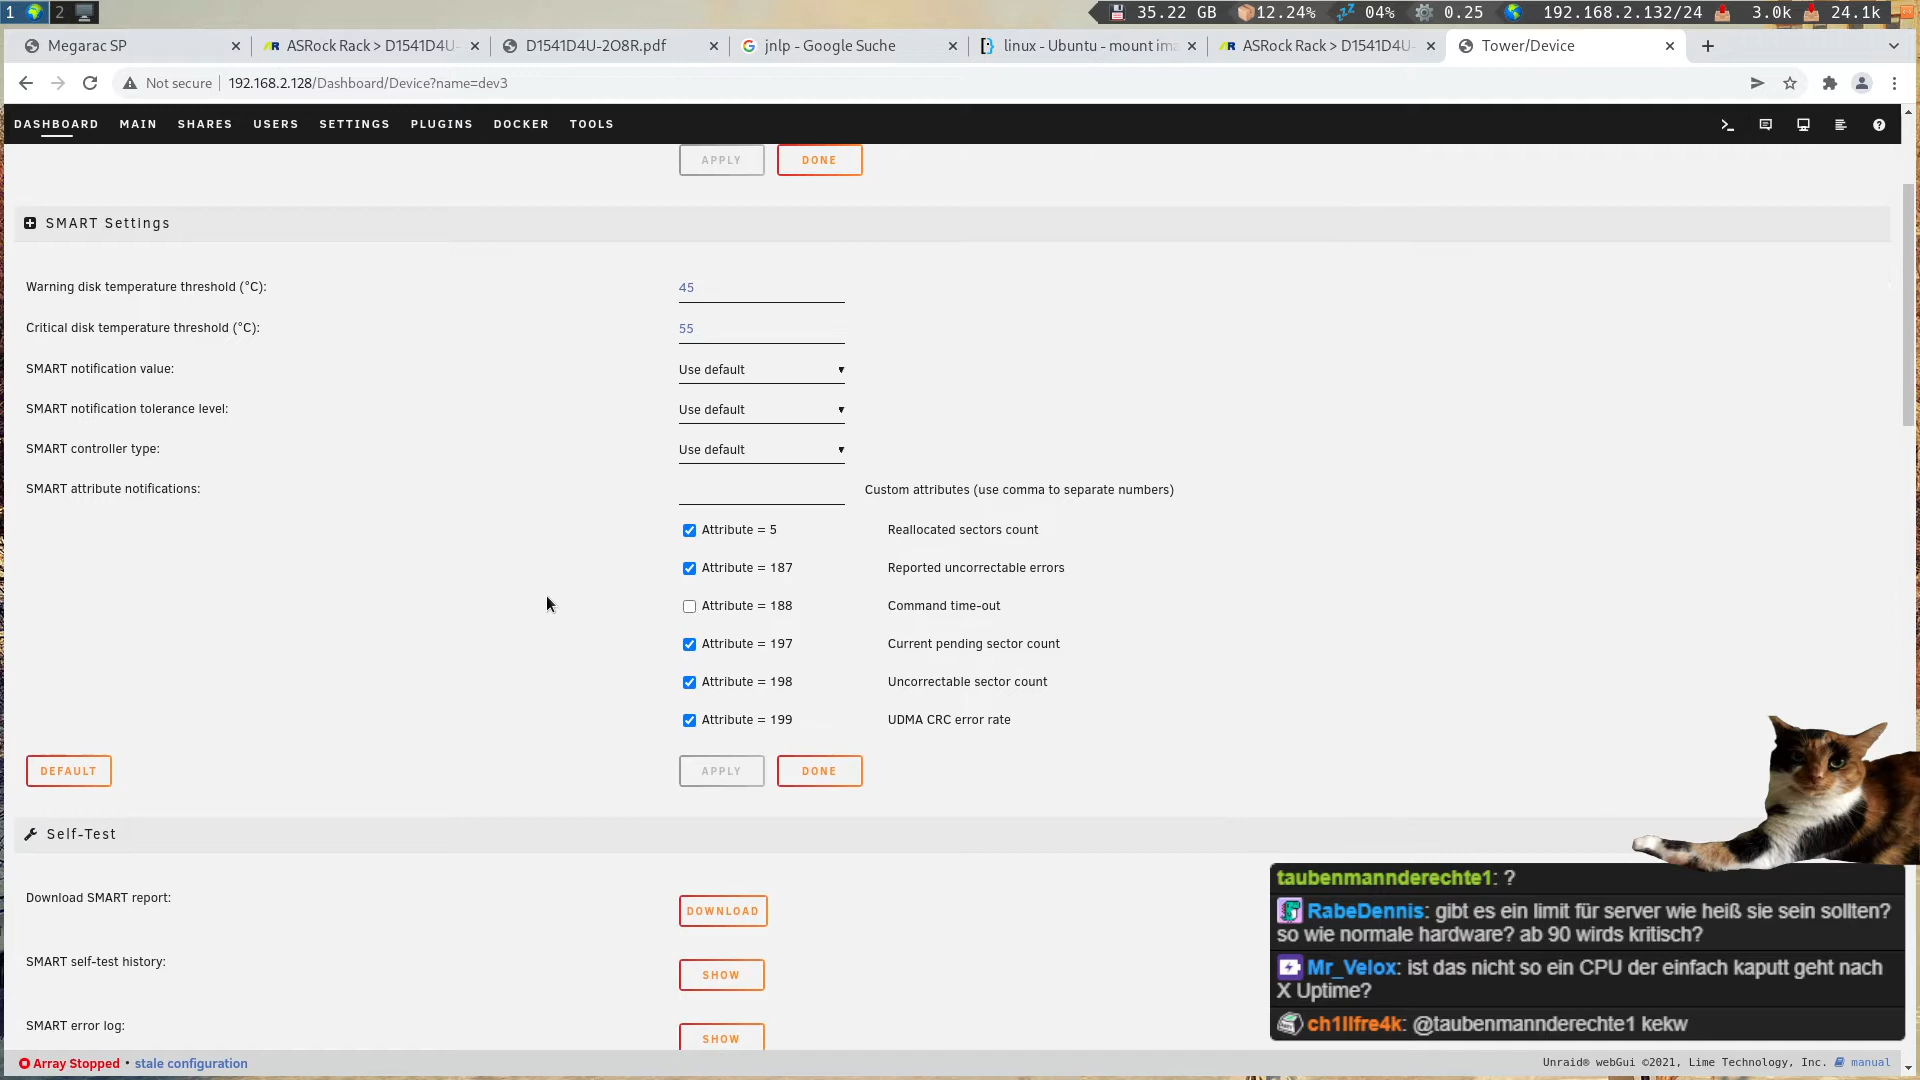 1
2
35.22 GB
12.24%
04%
0.25
192.168.2.132/24
3.0k
24.1k
Megarac SP
ASRock Rack > D1541D4U-
D1541D4U-2O8R.pdf
jnlp - Google Suche
linux - Ubuntu - mount ima
ASRock Rack > D1541D4U-
Tower/Device
Not secure
192.168.2.128/Dashboard/Device?name=dev3
DASHBOARD
MAIN
SHARES
USERS
SETTINGS
PLUGINS
DOCKER
TOOLS
APPLY
DONE
SMART Settings
Warning disk temperature threshold (°C):
45
Critical disk temperature threshold (°C):
55
SMART notification value:
Use default
SMART notification tolerance level:
Use default
SMART controller type:
Use default
SMART attribute notifications:
Custom attributes (use comma to separate numbers)
Attribute = 5
Reallocated sectors count
Attribute = 187
Reported uncorrectable errors
Attribute = 188
Command time-out
Attribute = 197
Current pending sector count
Attribute = 198
Uncorrectable sector count
Attribute = 199
UDMA CRC error rate
DEFAULT
APPLY
DONE
Self-Test
Download SMART report:
DOWNLOAD
SMART self-test history:
SHOW
SMART error log:
SHOW
taubenmannderechte1: ?
RabeDennis: gibt es ein limit für server wie heiß sie sein sollten?
so wie normale hardware? ab 90 wirds kritisch?
Mr_Velox: ist das nicht so ein CPU der einfach kaputt geht nach
X Uptime?
ch1llfre4k: @taubenmannderechte1 kekw
Array Stopped • stale configuration
Unraid® webGui ©2021, Lime Technology, Inc. manual